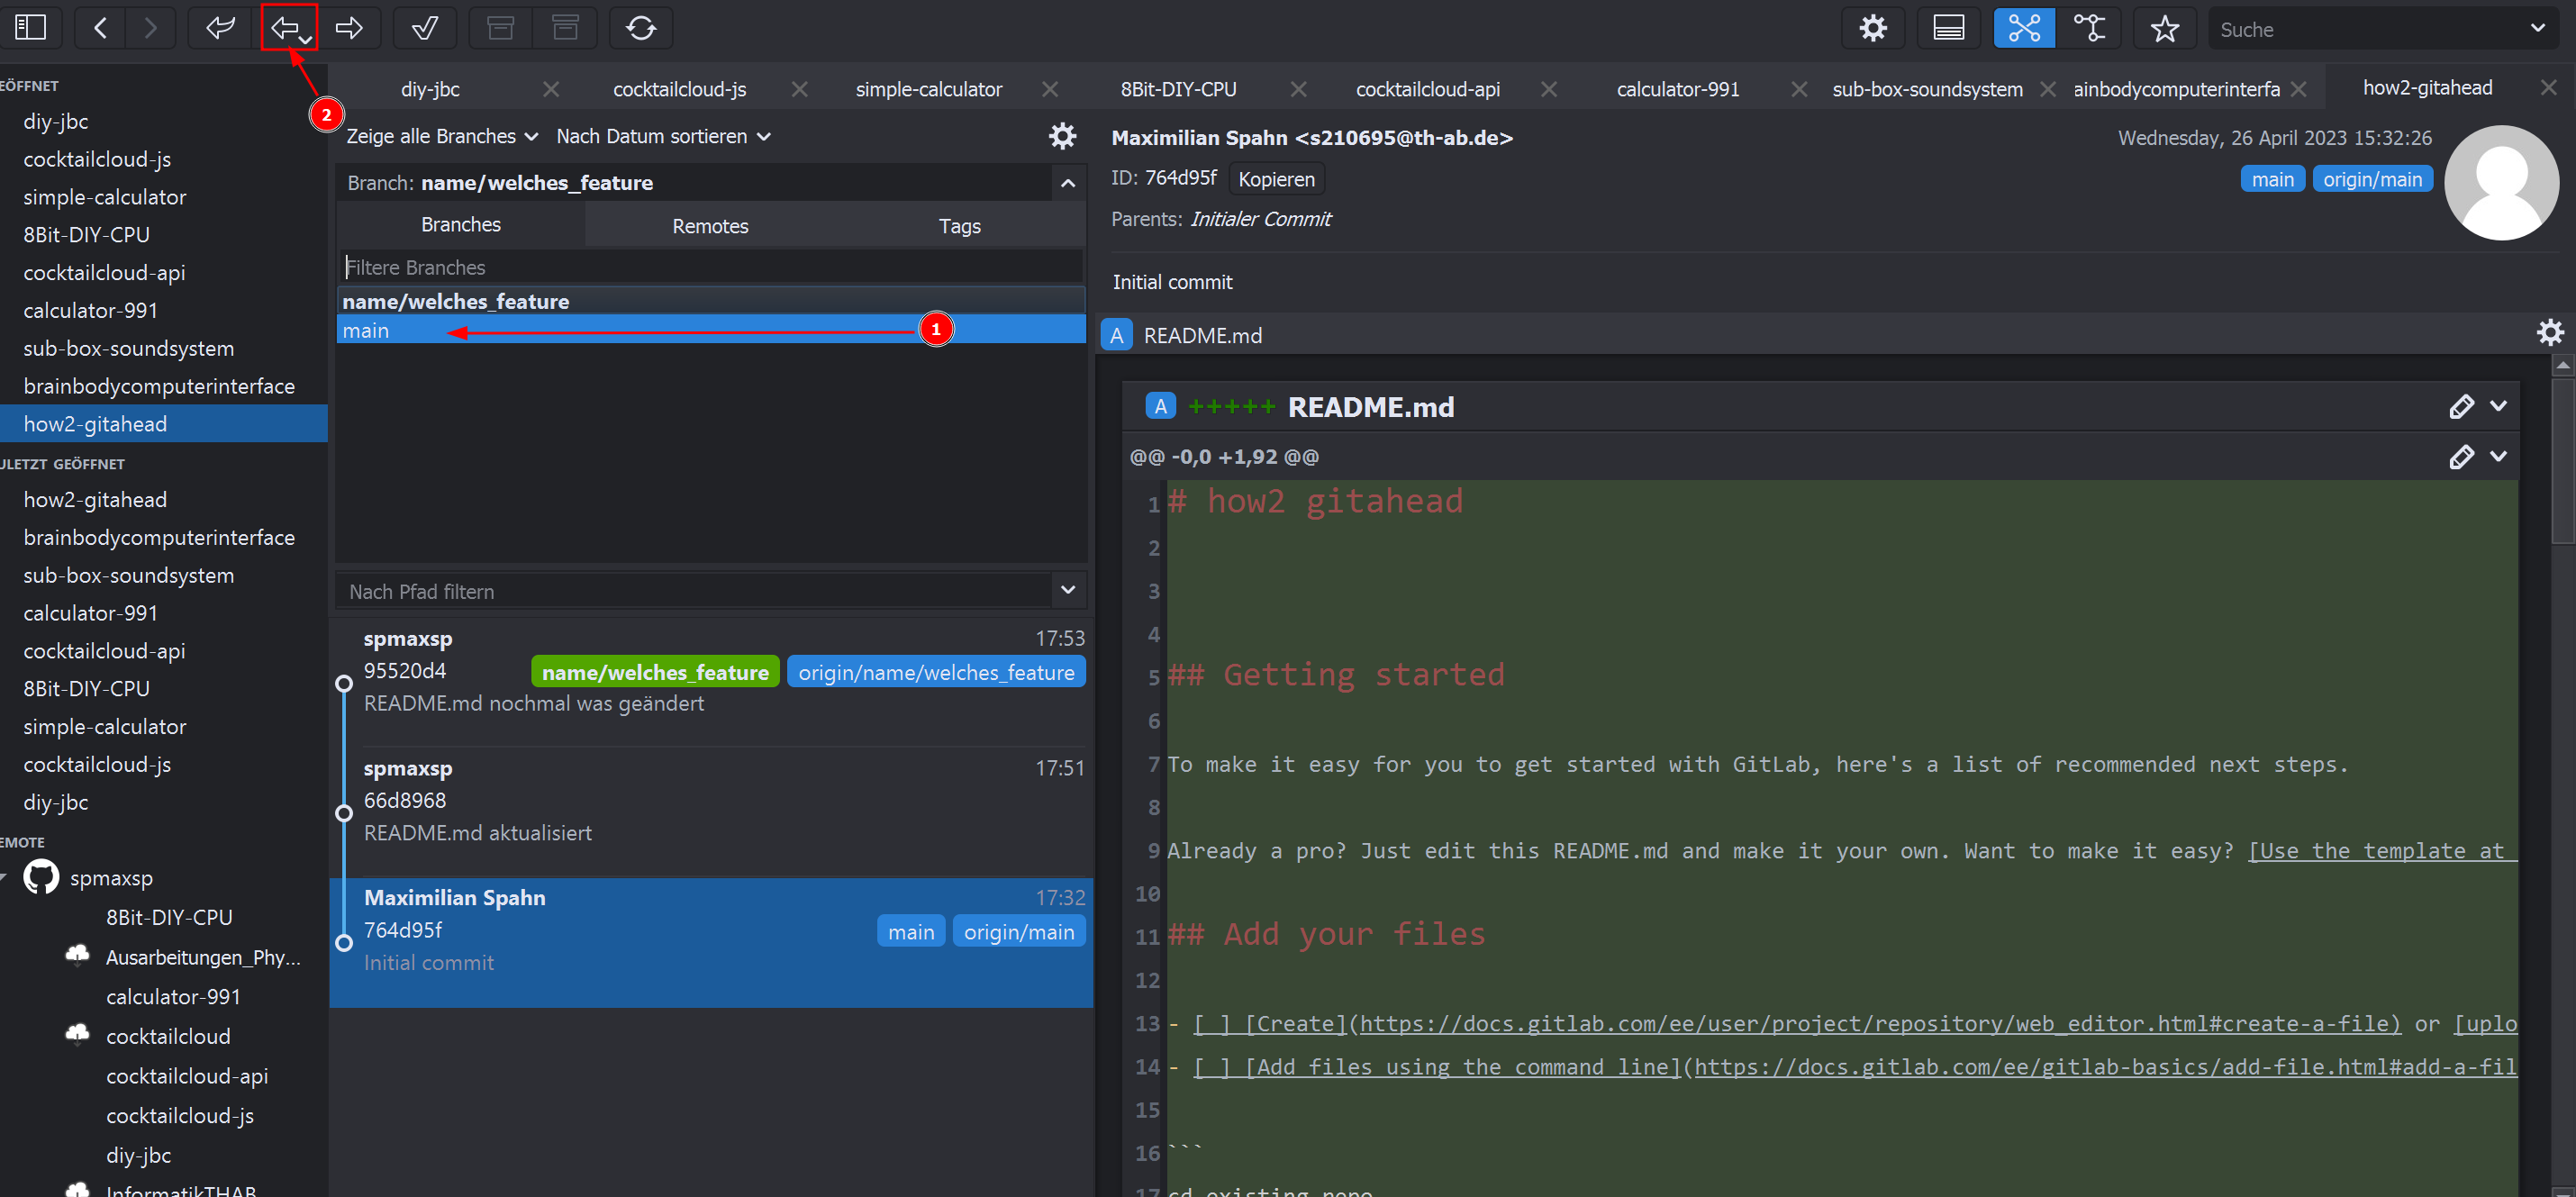 Suche
EÖFFNET
diy-jbc
cocktailcloud-js
simple-calculator
8Bit-DIY-CPU
cocktailcloud-api
calculator-991
sub-box-soundsystem
brainbodycomputerinterface
how2-gitahead
ULETZT GEÖFFNET
how2-gitahead
brainbodycomputerinterface
sub-box-soundsystem
calculator-991
cocktailcloud-api
8Bit-DIY-CPU
simple-calculator
cocktailcloud-js
diy-jbc
EMOTE
spmaxsp
8Bit-DIY-CPU
Ausarbeitungen_Phy...
calculator-991
cocktailcloud
cocktailcloud-api
cocktailcloud-js
diy-jbc
InformatikTHAB
2
diy-jbc cocktailcloud-js simple-calculator 8Bit-DIY-CPU cocktailcloud-api calculator-991 sub-box-soundsystem ainbodycomputerinterfa how2-gitahead
Zeige alle Branches Nach Datum sortieren
Branch: name/welches_feature
Branches Remotes Tags
Filtere Branches
name/welches_feature
main 1
Nach Pfad filtern
spmaxsp 17:53
95520d4 name/welches_feature origin/name/welches_feature
README.md nochmal was geändert
spmaxsp 17:51
66d8968
README.md aktualisiert
Maximilian Spahn 17:32
764d95f main origin/main
Initial commit
Maximilian Spahn <s210695@th-ab.de> Wednesday, 26 April 2023 15:32:26
ID: 764d95f Kopieren main origin/main
Parents: Initialer Commit
Initial commit
A README.md
A +++++ README.md
@@ -0,0 +1,92 @@
1 # how2 gitahead
2
3
4
5 ## Getting started
6
7 To make it easy for you to get started with GitLab, here's a list of recommended next steps.
8
9 Already a pro? Just edit this README.md and make it your own. Want to make it easy? [Use the template at
10
11 ## Add your files
12
13 - [ ] [Create](https://docs.gitlab.com/ee/user/project/repository/web_editor.html#create-a-file) or [uplo
14 - [ ] [Add files using the command line](https://docs.gitlab.com/ee/gitlab-basics/add-file.html#add-a-fil
15
16 ```
17 cd existing_repo